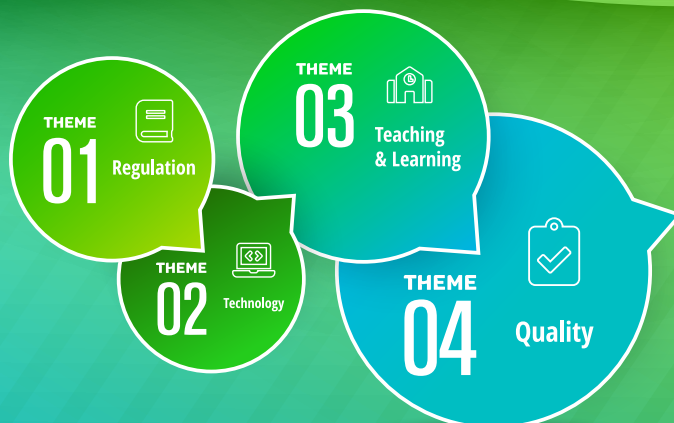 THEME
01
Regulation
THEME
02
Technology
THEME
03
Teaching
& Learning
THEME
04
Quality